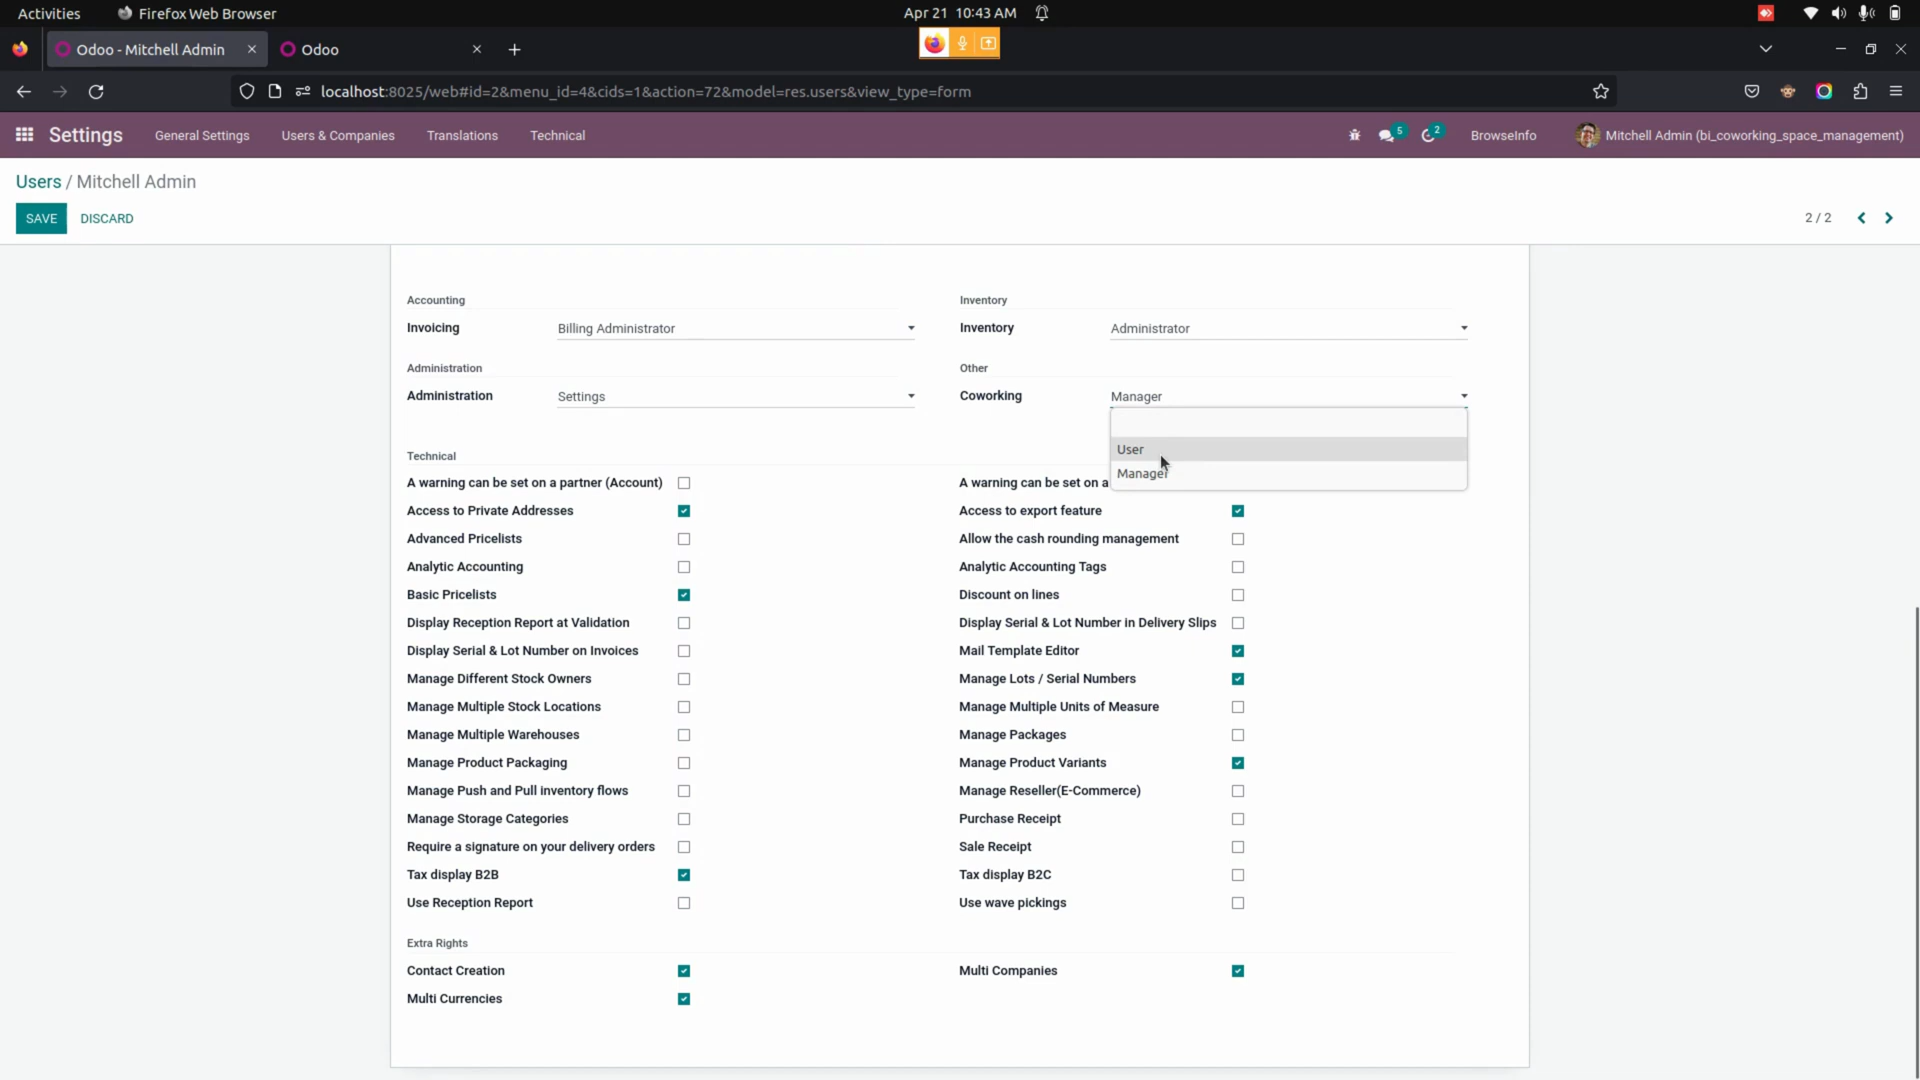 Activities Firefox Web Browser Apr 21 10:43 AM
Odoo - Mitchell Admin Odoo
localhost:8025/web#id=2&menu_id=4&cids=1&action=72&model=res.users&view_type=form
Settings General Settings Users & Companies Translations Technical 5 2 BrowseInfo Mitchell Admin (bi_coworking_space_management)
Users / Mitchell Admin
SAVE DISCARD 2 / 2
Accounting Inventory
Invoicing Billing Administrator Inventory Administrator
Administration Other
Administration Settings Coworking Manager
User
Manager
Technical
A warning can be set on a partner (Account) A warning can be set on a
Access to Private Addresses Access to export feature
Advanced Pricelists Allow the cash rounding management
Analytic Accounting Analytic Accounting Tags
Basic Pricelists Discount on lines
Display Reception Report at Validation Display Serial & Lot Number in Delivery Slips
Display Serial & Lot Number on Invoices Mail Template Editor
Manage Different Stock Owners Manage Lots / Serial Numbers
Manage Multiple Stock Locations Manage Multiple Units of Measure
Manage Multiple Warehouses Manage Packages
Manage Product Packaging Manage Product Variants
Manage Push and Pull inventory flows Manage Reseller(E-Commerce)
Manage Storage Categories Purchase Receipt
Require a signature on your delivery orders Sale Receipt
Tax display B2B Tax display B2C
Use Reception Report Use wave pickings
Extra Rights
Contact Creation Multi Companies
Multi Currencies